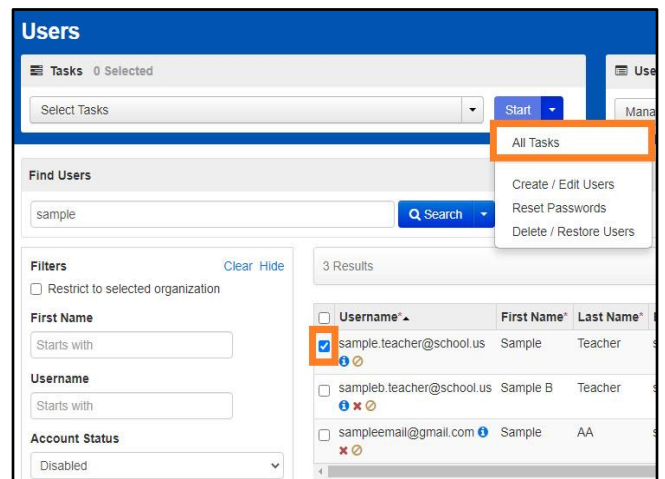 Users
Tasks 0 Selected
Use
Select Tasks
Start
Mana
All Tasks
Create / Edit Users
Reset Passwords
Delete / Restore Users
Find Users
sample
Search
Filters Clear Hide
Restrict to selected organization
First Name
Starts with
Username
Starts with
Account Status
Disabled
3 Results
Username* First Name* Last Name*
sample.teacher@school.us Sample Teacher
sampleb.teacher@school.us Sample B Teacher
sampleemail@gmail.com Sample AA